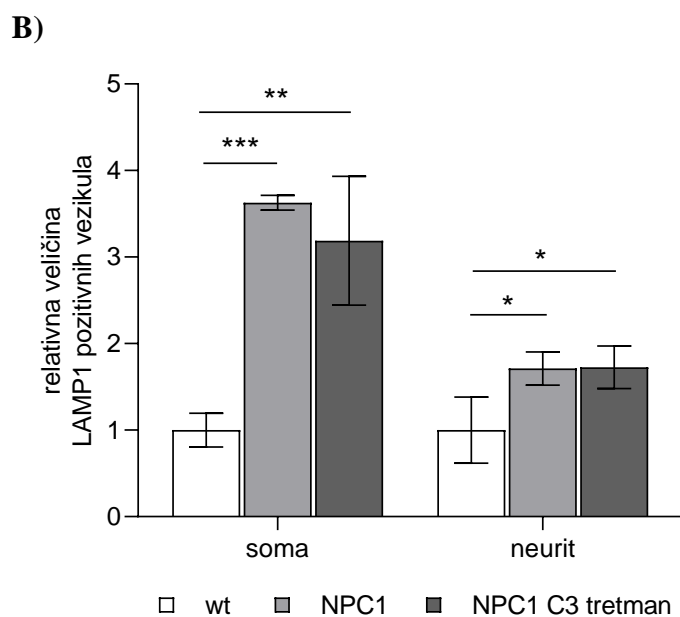 B)
relativna veličina
LAMP1 pozitivnih vezikula
5
4
3
2
1
0
**
***
*
*
soma
neurit
wt
NPC1
NPC1 C3 tretman